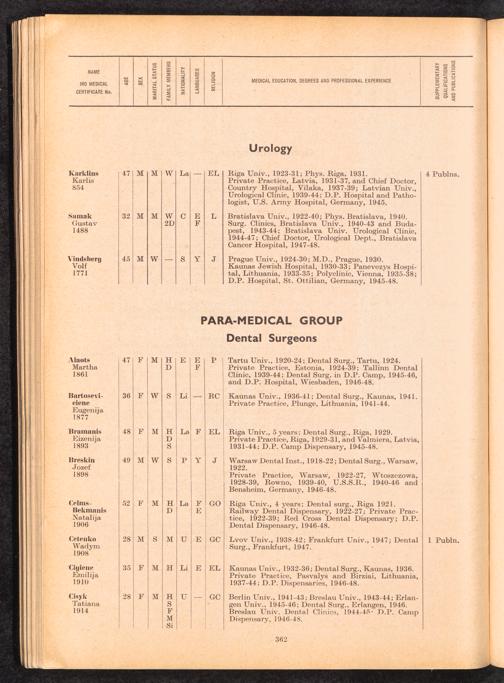 NAME
IRO MEDICAL
CERTIFICATE No.
AGE
SEX
MARITAL STATUS
FAMILY MEMBERS
NATIONALITY
LANGUAGES
RELIGION
MEDICAL EDUCATION, DEGREES AND PROFESSIONAL EXPERIENCE
SUPPLEMENTARY
QUALIFICATIONS
AND PUBLICATIONS
Urology
Karklins 47 M M W La — EL Riga Univ., 1923-31; Phys. Riga, 1931. 4 Publns.
Karlis Private Practice, Latvia, 1931-37, and Chief Doctor,
854 Country Hospital, Vilaka, 1937-39; Latvian Univ.,
Urological Clinic, 1939-44; D.P. Hospital and Patho-
logist, U.S. Army Hospital, Germany, 1945.
Samak 32 M M W C E L Bratislava Univ., 1922-40; Phys. Bratislava, 1940.
Gustav 2D F Surg. Clinics, Bratislava Univ., 1940-43 and Buda-
1488 pest, 1943-44; Bratislava Univ. Urological Clinic,
1944-47; Chief Doctor, Urological Dept., Bratislava
Cancer Hospital, 1947-48.
Vindsberg 45 M W — S Y J Prague Univ., 1924-30; M.D., Prague, 1930.
Volf Kaunas Jewish Hospital, 1930-33; Panevezys Hospi-
1771 tal, Lithuania, 1933-35; Polyclinic, Vienna, 1935-38;
D.P. Hospital, St. Ottilian, Germany, 1945-48.
PARA-MEDICAL GROUP
Dental Surgeons
Ainots 47 F M H E E P Tartu Univ., 1920-24; Dental Surg., Tartu, 1924.
Martha D F Private Practice, Estonia, 1924-39; Tallinn Dental
1861 Clinic, 1939-44; Dental Surg. in D.P. Camp, 1945-46,
and D.P. Hospital, Wiesbaden, 1946-48.
Bartosevi- 36 F W S Li — RC Kaunas Univ., 1936-41; Dental Surg., Kaunas, 1941.
ciene Private Practice, Plunge, Lithuania, 1941-44.
Eugenija
1877
Bramanis 48 F M H La F EL Riga Univ., 5 years; Dental Surg., Riga, 1929.
Eizenija D Private Practice, Riga, 1929-31, and Valmiera, Latvia,
1893 S 1931-44; D.P. Camp Dispensary, 1945-48.
Breskin 49 M W S P Y J Warsaw Dental Inst., 1918-22; Dental Surg., Warsaw,
Jozef 1922.
1898 Private Practice, Warsaw, 1922-27, Wtoszczowa,
1928-39, Rowno, 1939-40, U.S.S.R., 1940-46 and
Bensheim, Germany, 1946-48.
Celms- 52 F M H La F GO Riga Univ., 4 years; Dental surg., Riga 1921.
Bekmanis D E Railway Dental Dispensary, 1922-27; Private Prac-
Natalija tice, 1922-39; Red Cross Dental Dispensary; D.P.
1906 Dental Dispensary, 1946-48.
Cetenko 28 M S M U E GC Lvov Univ., 1938-42; Frankfurt Univ., 1947; Dental 1 Publn.
Wadym Surg., Frankfurt, 1947.
1908
Cigiene 35 F M H Li E EL Kaunas Univ., 1932-36; Dental Surg., Kaunas, 1936.
Emilija Private Practice, Pasvalys and Birziai, Lithuania,
1910 1937-44; D.P. Dispensaries, 1946-48.
Cisyk 28 F M H U — GC Berlin Univ., 1941-43; Breslau Univ., 1943-44; Erlan-
Tatiana S gen Univ., 1945-46; Dental Surg., Erlangen, 1946.
1914 F Breslau Univ. Dental Clinics, 1944-45· D.P. Camp
M Dispensary, 1946-48.
Si
362